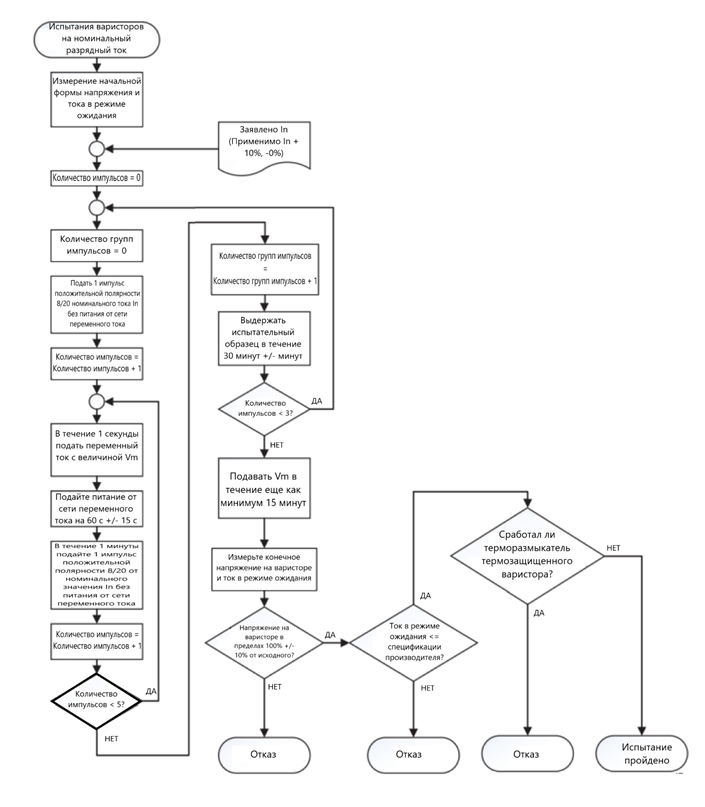 Испытания варисторов
на номинальный
разрядный ток
Измерение начальной
формы напряжения и
тока в режиме
ожидания
Заявлено In
(Применимо In +
10%, -0%)
Количество импульсов = 0
Количество групп
импульсов = 0
Подать 1 импульс
положительной полярности
8/20 номинального тока In
без питания от сети
переменного тока
Количество импульсов =
Количество импульсов + 1
В течение 1 секунды
подать переменный
ток с величиной Vm
Подайте питание от
сети переменного
тока на 60 с +/- 15 с
В течение 1 минуты
подайте 1 импульс
положительной
полярности 8/20 от
номинального
значения In без
питания от сети
переменного тока
Количество импульсов =
Количество импульсов + 1
Количество
импульсов < 5?
ДА
НЕТ
Количество групп импульсов
=
Количество групп импульсов + 1
Выдержать
испытательный
образец в течение
30 минут +/- минут
Количество
импульсов < 3?
ДА
НЕТ
Подавать Vm в
течение еще как
минимум 15 минут
Измерьте конечное
напряжение на варисторе
и ток в режиме ожидания
Напряжение на
варисторе в
пределах 100% +/-
10% от исходного?
ДА
НЕТ
Отказ
Ток в режиме
ожидания <=
спецификации
производителя?
ДА
НЕТ
Отказ
Сработал ли
терморазмыкатель
термозащищенного
варистора?
НЕТ
ДА
Отказ
Испытание
пройдено